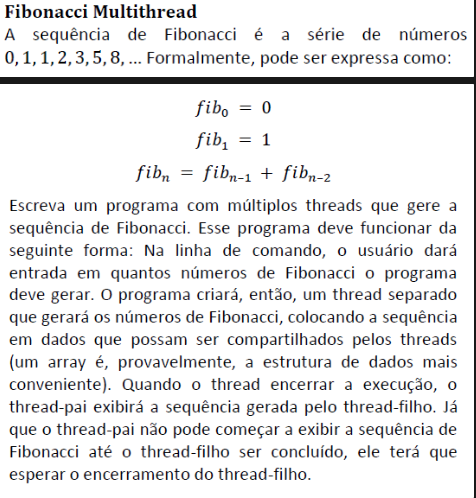 Fibonacci Multithread
A sequência de Fibonacci é a série de números
0, 1, 1, 2, 3, 5, 8, ... Formalmente, pode ser expressa como:
fib₀ = 0
fib₁ = 1
fibₙ = fibₙ₋₁ + fibₙ₋₂
Escreva um programa com múltiplos threads que gere a
sequência de Fibonacci. Esse programa deve funcionar da
seguinte forma: Na linha de comando, o usuário dará
entrada em quantos números de Fibonacci o programa
deve gerar. O programa criará, então, um thread separado
que gerará os números de Fibonacci, colocando a sequência
em dados que possam ser compartilhados pelos threads
(um array é, provavelmente, a estrutura de dados mais
conveniente). Quando o thread encerrar a execução, o
thread-pai exibirá a sequência gerada pelo thread-filho. Já
que o thread-pai não pode começar a exibir a sequência de
Fibonacci até o thread-filho ser concluído, ele terá que
esperar o encerramento do thread-filho.